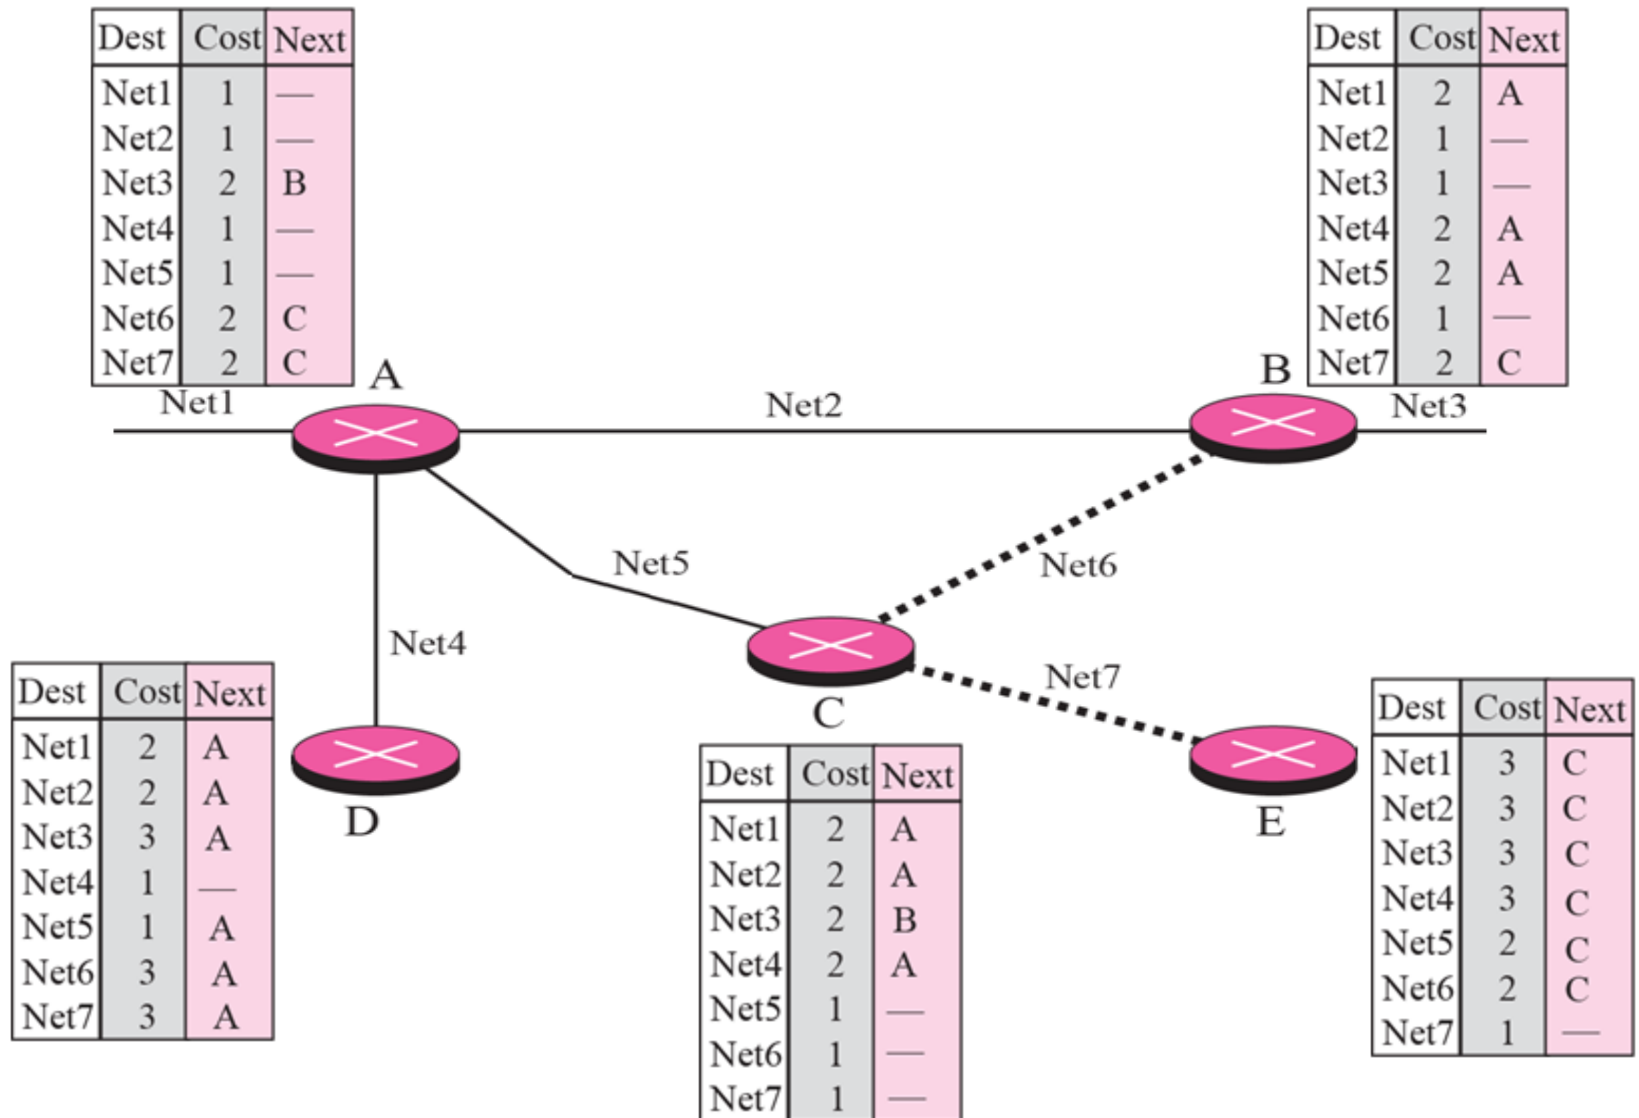 Dest Cost Next
Net1 1 —
Net2 1 —
Net3 2 B
Net4 1 —
Net5 1 —
Net6 2 C
Net7 2 C
Dest Cost Next
Net1 2 A
Net2 1 —
Net3 1 —
Net4 2 A
Net5 2 A
Net6 1 —
Net7 2 C
A
B
Net1
Net2
Net3
Net5
Net6
Net4
Net7
C
D
E
Dest Cost Next
Net1 2 A
Net2 2 A
Net3 3 A
Net4 1 —
Net5 1 A
Net6 3 A
Net7 3 A
Dest Cost Next
Net1 2 A
Net2 2 A
Net3 2 B
Net4 2 A
Net5 1 —
Net6 1 —
Net7 1 —
Dest Cost Next
Net1 3 C
Net2 3 C
Net3 3 C
Net4 3 C
Net5 2 C
Net6 2 C
Net7 1 —